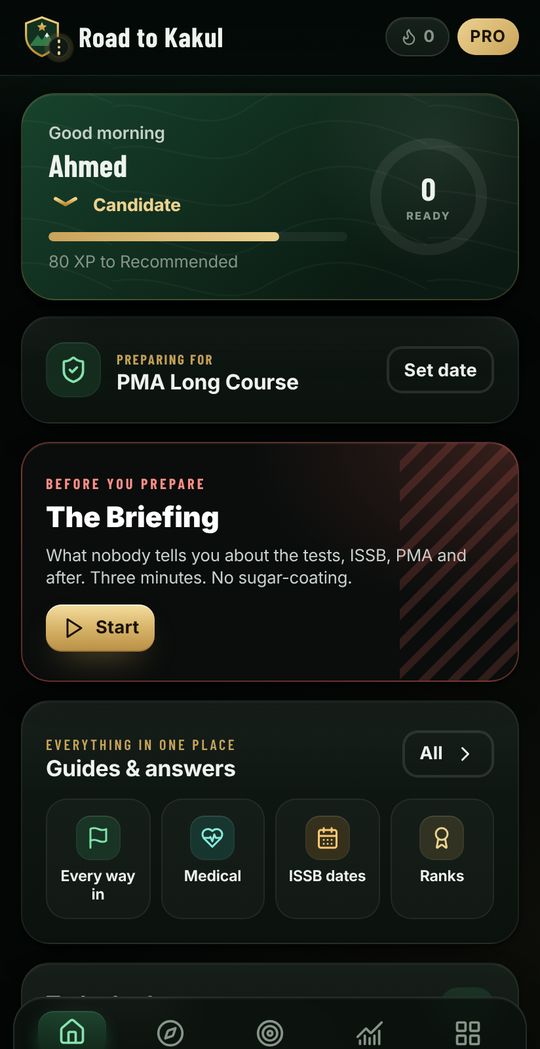 Road to Kakul
0
PRO
Good morning
Ahmed
Candidate
80 XP to Recommended
0
READY
PREPARING FOR
PMA Long Course
Set date
BEFORE YOU PREPARE
The Briefing
What nobody tells you about the tests, ISSB, PMA and
after. Three minutes. No sugar-coating.
Start
EVERYTHING IN ONE PLACE
Guides & answers
All
Every way
in
Medical
ISSB dates
Ranks